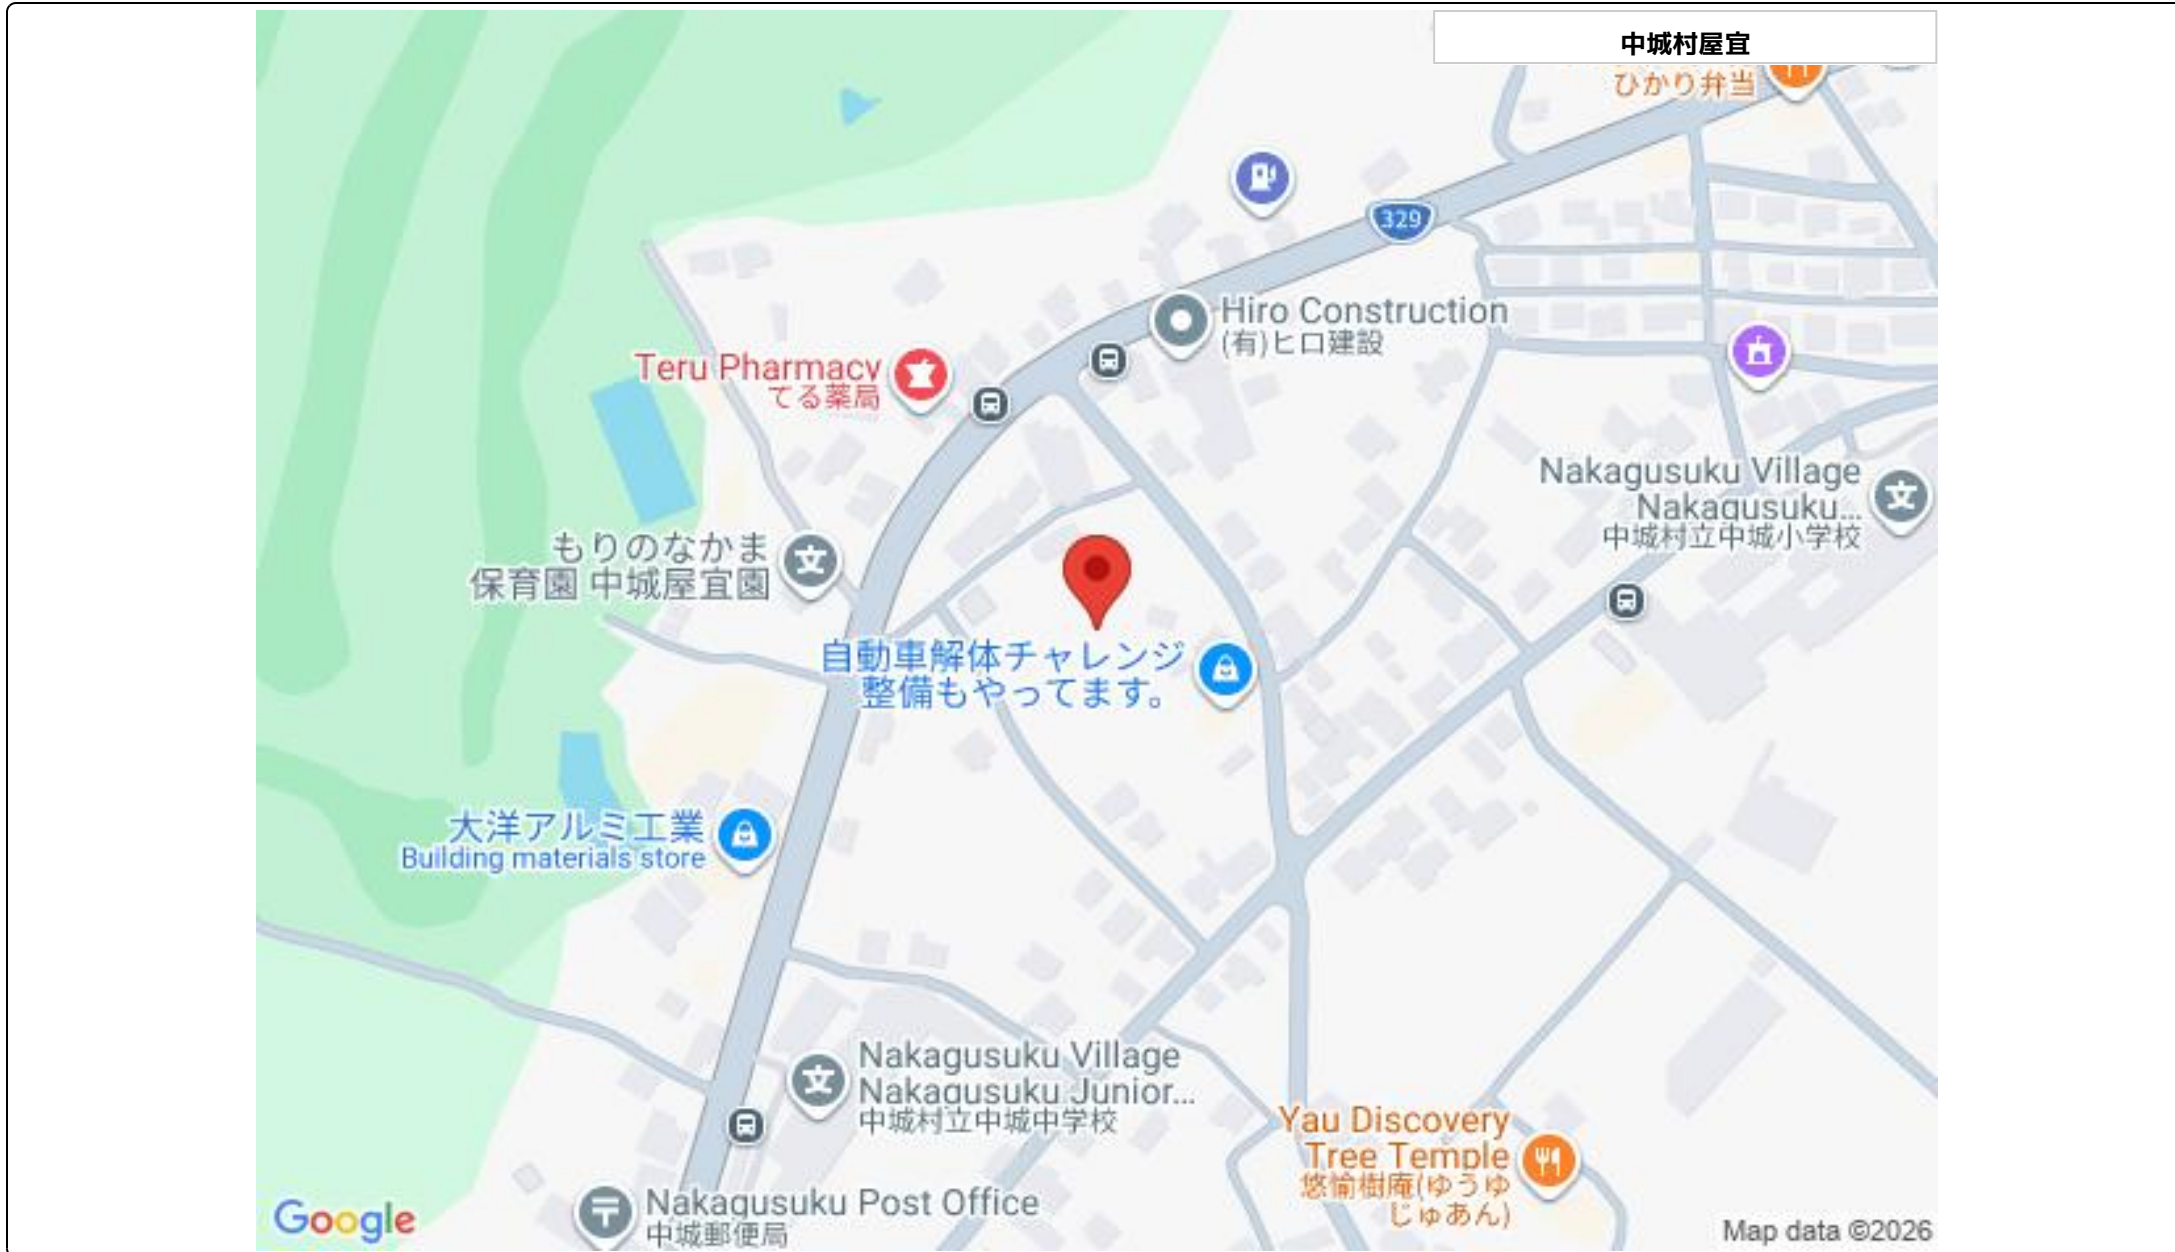 中城村屋宜
ひかり弁当
329
Hiro Construction
(有)ヒロ建設
Teru Pharmacy
てる薬局
Nakagusuku Village
Nakagusuku...
中城村立中城小学校
文
もりのなかま
保育園 中城屋宜園
文
自動車解体チャレンジ
整備もやってます。
大洋アルミ工業
Building materials store
Nakagusuku Village
Nakagusuku Junior...
中城村立中城中学校
文
Yau Discovery
Tree Temple
悠愉樹庵(ゆうゆ
じゅあん)
Nakagusuku Post Office
中城郵便局
Google
Map data ©2026